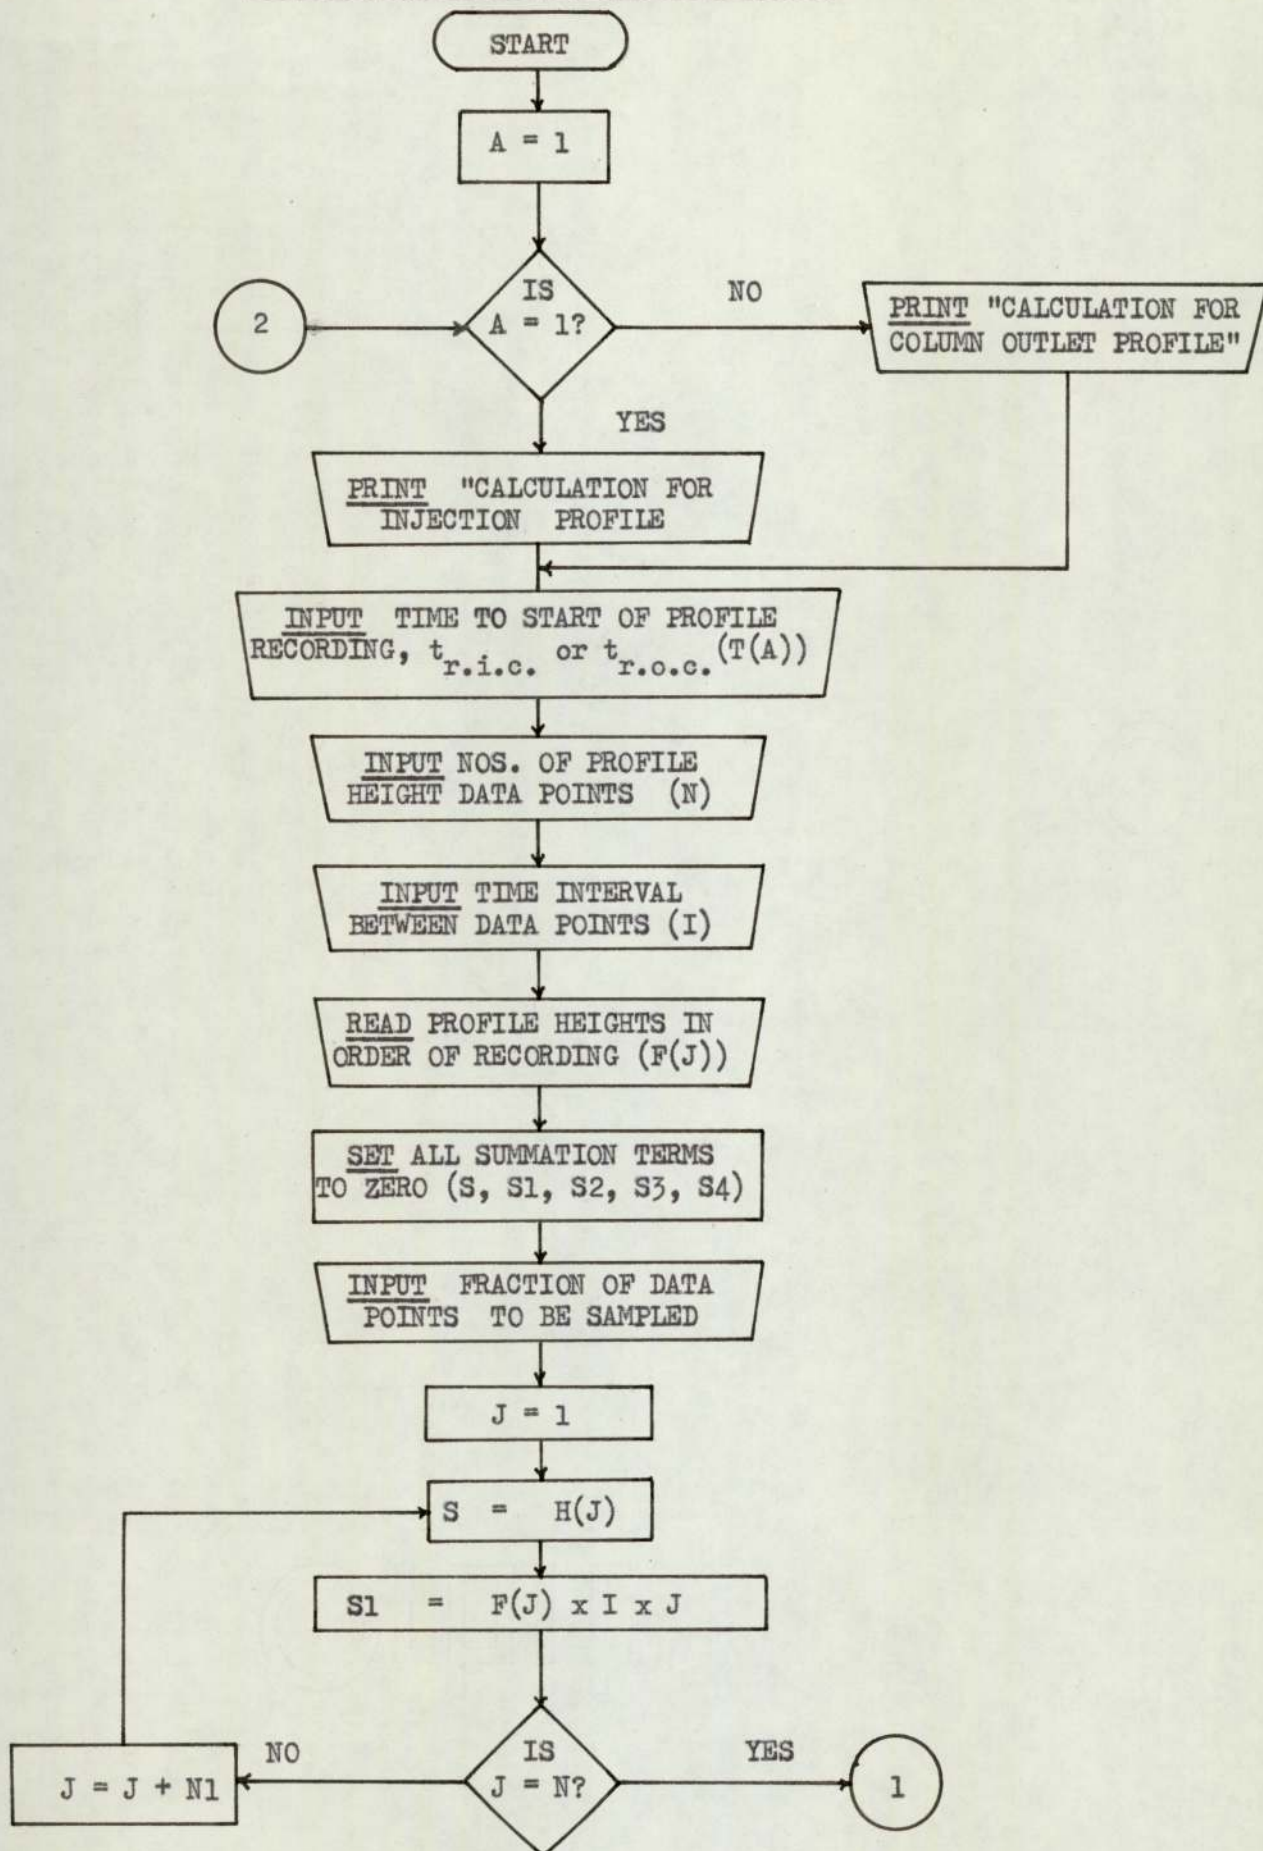 START
A = 1
IS
A = 1?
NO
2
PRINT "CALCULATION FOR
COLUMN OUTLET PROFILE"
YES
PRINT "CALCULATION FOR
INJECTION PROFILE
INPUT TIME TO START OF PROFILE
RECORDING, t r.i.c. or t r.o.c. (T(A))
INPUT NOS. OF PROFILE
HEIGHT DATA POINTS (N)
INPUT TIME INTERVAL
BETWEEN DATA POINTS (I)
READ PROFILE HEIGHTS IN
ORDER OF RECORDING (F(J))
SET ALL SUMMATION TERMS
TO ZERO (S, S1, S2, S3, S4)
INPUT FRACTION OF DATA
POINTS TO BE SAMPLED
J = 1
S = H(J)
S1 = F(J) x I x J
IS
J = N?
NO
YES
J = J + N1
1